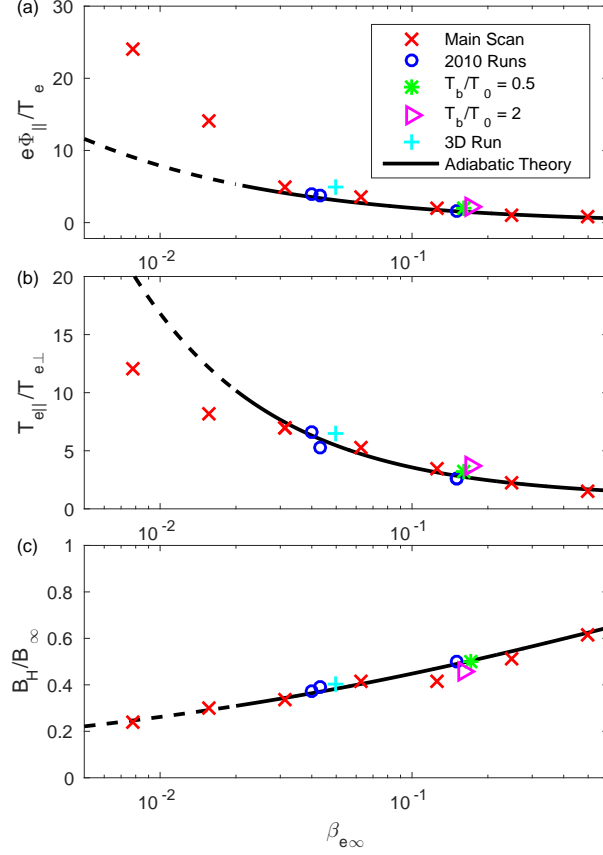 (a)
30
20
10
0
eΦ||/Te
10⁻²
10⁻¹
Main Scan
2010 Runs
Tb/T0 = 0.5
Tb/T0 = 2
3D Run
Adiabatic Theory
(b)
20
15
10
5
0
Te||/Te⊥
10⁻²
10⁻¹
(c)
1
0.8
0.6
0.4
0.2
0
BH/B∞
10⁻²
10⁻¹
βe∞